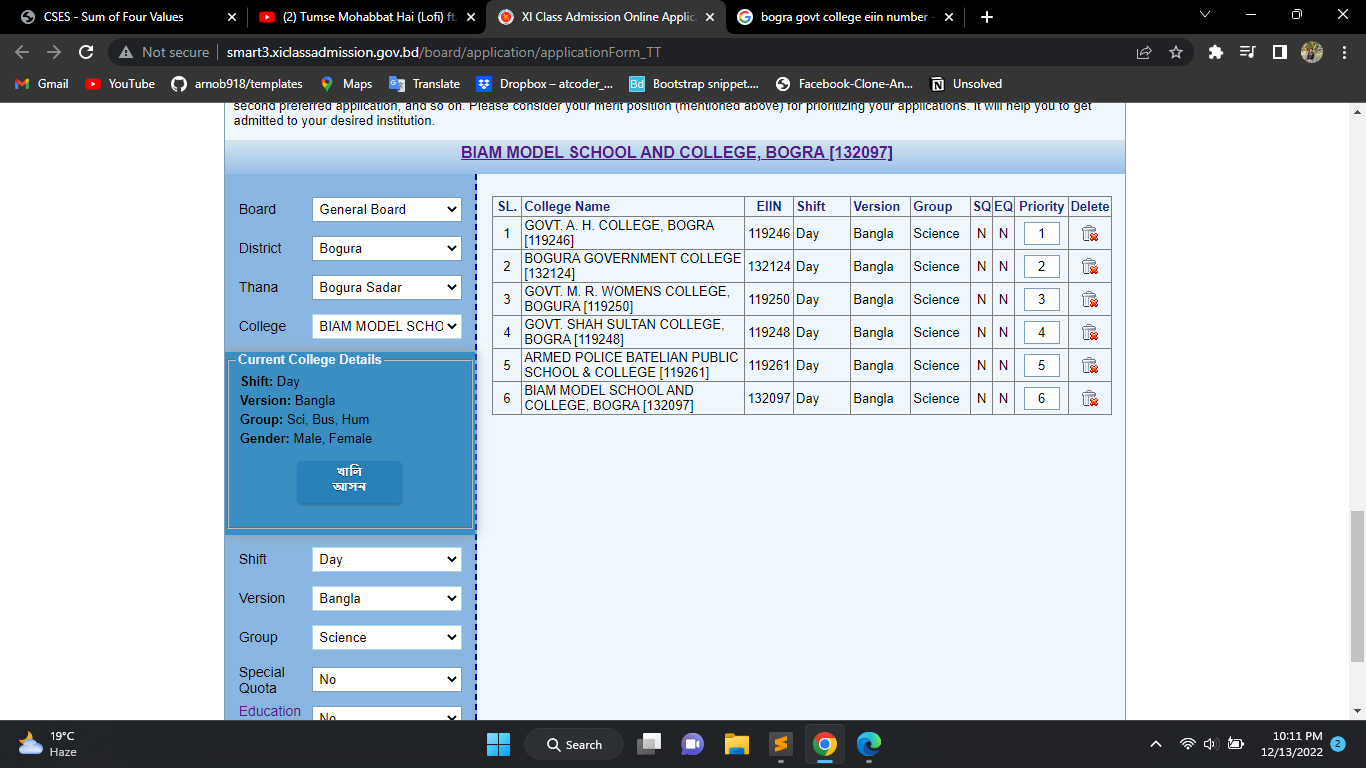 CSES - Sum of Four Values
(2) Tumse Mohabbat Hai (Lofi) ft.
XI Class Admission Online Applic
bogra govt college eiin number -
Not secure
smart3.xiclassadmission.gov.bd/board/application/applicationForm_TT
Gmail
YouTube
arnob918/templates
Maps
Translate
Dropbox – atcoder_...
Bootstrap snippet....
Facebook-Clone-An...
Unsolved
second preferred application, and so on. Please consider your merit position (mentioned above) for prioritizing your applications. It will help you to get
admitted to your desired institution.
BIAM MODEL SCHOOL AND COLLEGE, BOGRA [132097]
Board General Board
District Bogura
Thana Bogura Sadar
College BIAM MODEL SCHO
Current College Details
Shift: Day
Version: Bangla
Group: Sci, Bus, Hum
Gender: Male, Female
খালি
আসন
Shift Day
Version Bangla
Group Science
Special
Quota
No
Education
No
SL. College Name EIIN Shift Version Group SQ EQ Priority Delete
1 GOVT. A. H. COLLEGE, BOGRA
[119246] 119246 Day Bangla Science N N 1
2 BOGURA GOVERNMENT COLLEGE
[132124] 132124 Day Bangla Science N N 2
3 GOVT. M. R. WOMENS COLLEGE,
BOGURA [119250] 119250 Day Bangla Science N N 3
4 GOVT. SHAH SULTAN COLLEGE,
BOGRA [119248] 119248 Day Bangla Science N N 4
5 ARMED POLICE BATELIAN PUBLIC
SCHOOL & COLLEGE [119261] 119261 Day Bangla Science N N 5
6 BIAM MODEL SCHOOL AND
COLLEGE, BOGRA [132097] 132097 Day Bangla Science N N 6
19°C
Haze
Search
10:11 PM
12/13/2022
2